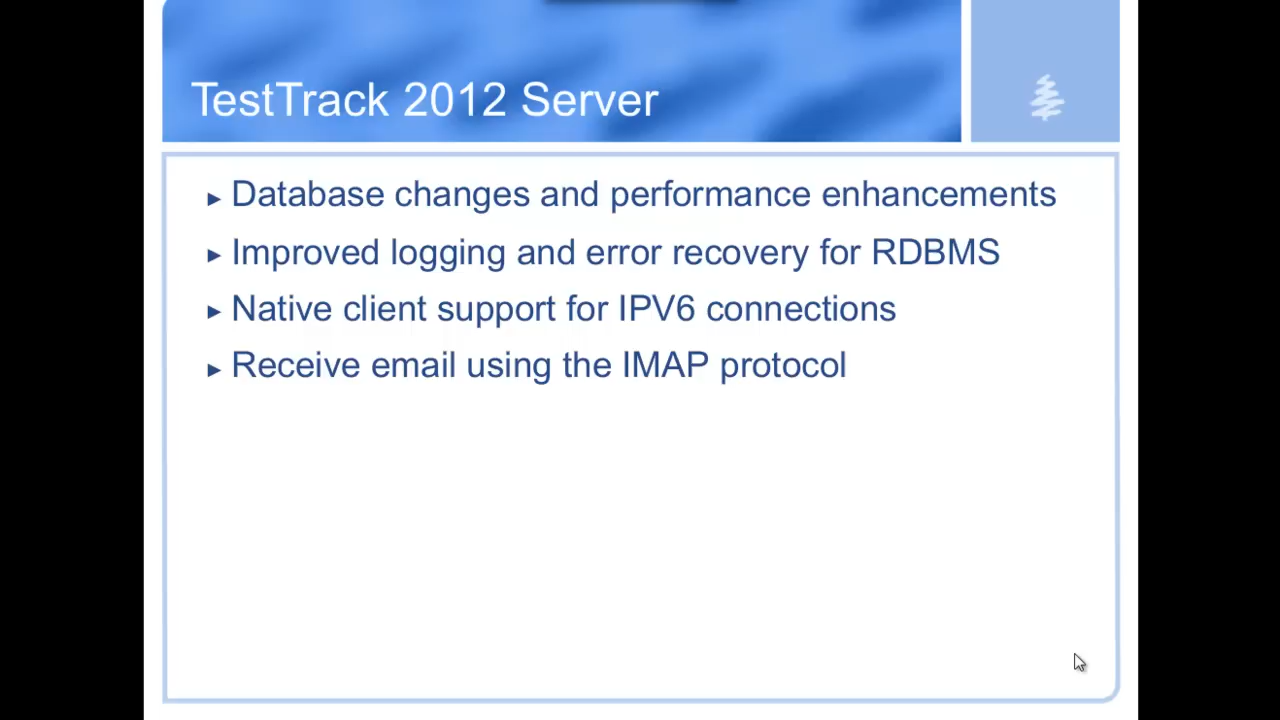 TestTrack 2012 Server
Database changes and performance enhancements
Improved logging and error recovery for RDBMS
Native client support for IPV6 connections
Receive email using the IMAP protocol